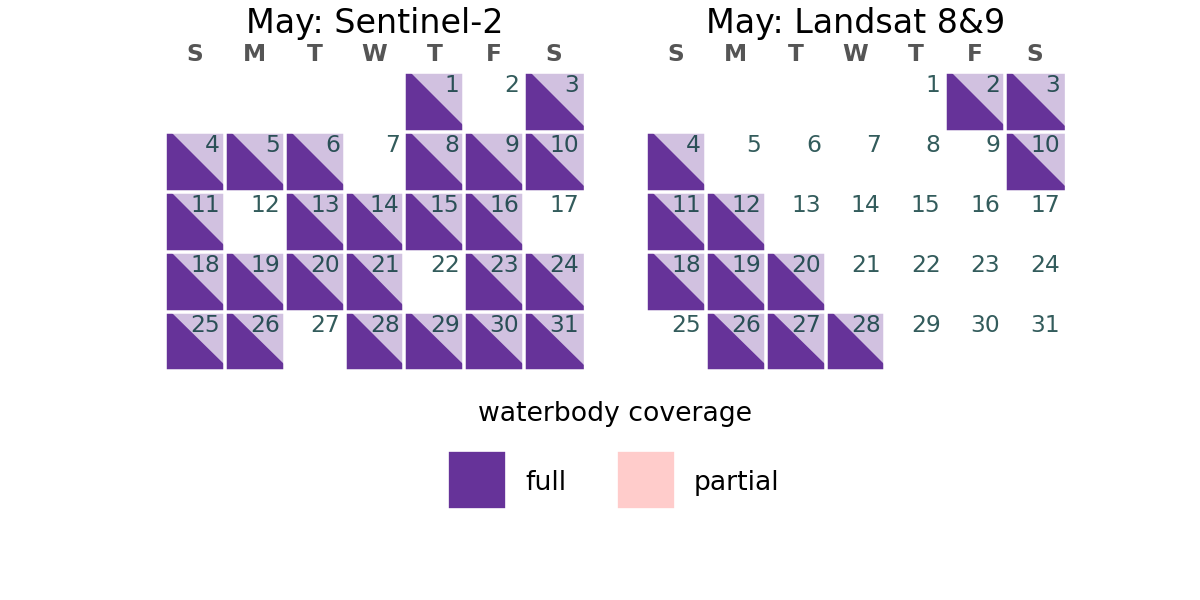 May: Sentinel-2
S M T W T F S
1 2 3
4 5 6 7 8 9 10
11 12 13 14 15 16 17
18 19 20 21 22 23 24
25 26 27 28 29 30 31
May: Landsat 8&9
S M T W T F S
1 2 3
4 5 6 7 8 9 10
11 12 13 14 15 16 17
18 19 20 21 22 23 24
25 26 27 28 29 30 31
waterbody coverage
full partial